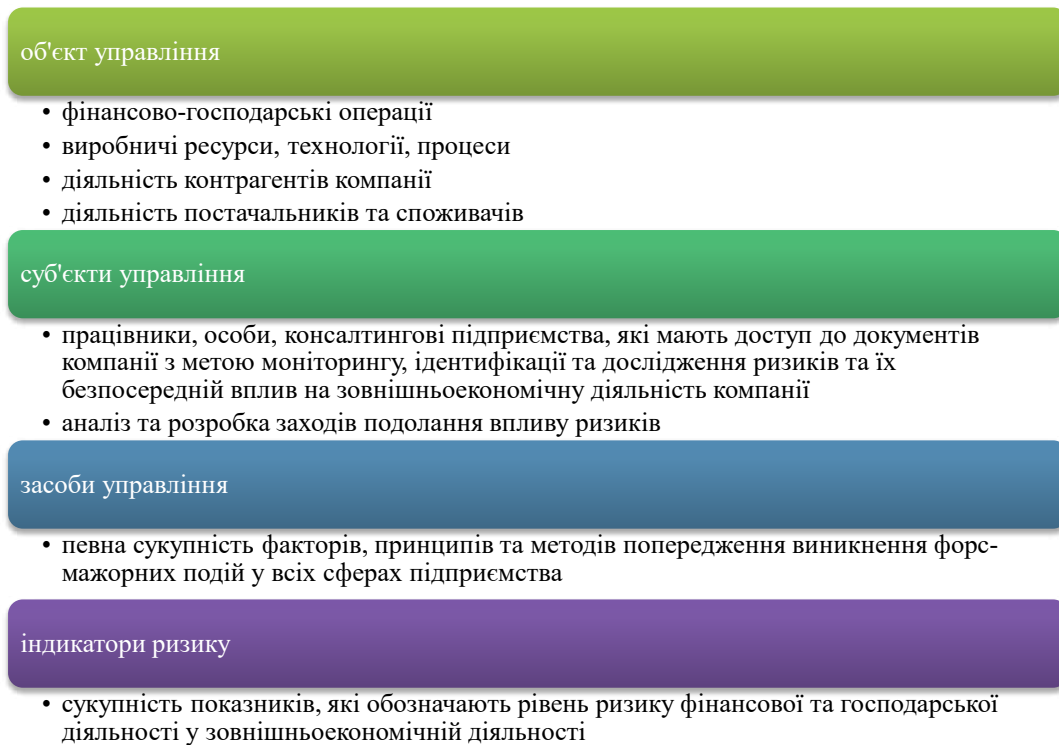 об'єкт управління
• фінансово-господарські операції
• виробничі ресурси, технології, процеси
• діяльність контрагентів компанії
• діяльність постачальників та споживачів
суб'єкти управління
• працівники, особи, консалтингові підприємства, які мають доступ до документів
компанії з метою моніторингу, ідентифікації та дослідження ризиків та їх
безпосередній вплив на зовнішньоекономічну діяльність компанії
• аналіз та розробка заходів подолання впливу ризиків
засоби управління
• певна сукупність факторів, принципів та методів попередження виникнення форс-
мажорних подій у всіх сферах підприємства
індикатори ризику
• сукупність показників, які обозначають рівень ризику фінансової та господарської
діяльності у зовнішньоекономічній діяльності